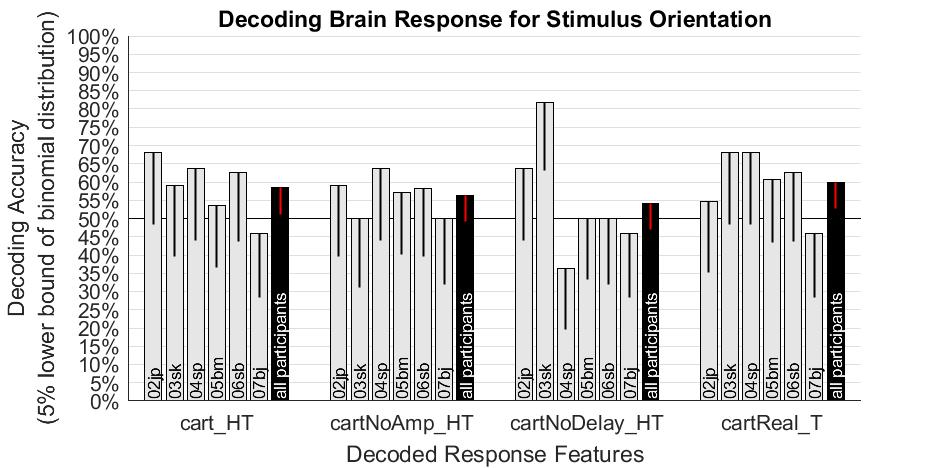 Decoding Brain Response for Stimulus Orientation
Decoding Accuracy
(5% lower bound of binomial distribution)
100%
95%
90%
85%
80%
75%
70%
65%
60%
55%
50%
45%
40%
35%
30%
25%
20%
15%
10%
5%
0%
02jp
03sk
04sp
05bm
06sb
07bj
all participants
02jp
03sk
04sp
05bm
06sb
07bj
all participants
02jp
03sk
04sp
05bm
06sb
07bj
all participants
02jp
03sk
04sp
05bm
06sb
07bj
all participants
cart_HT
cartNoAmp_HT
cartNoDelay_HT
cartReal_T
Decoded Response Features